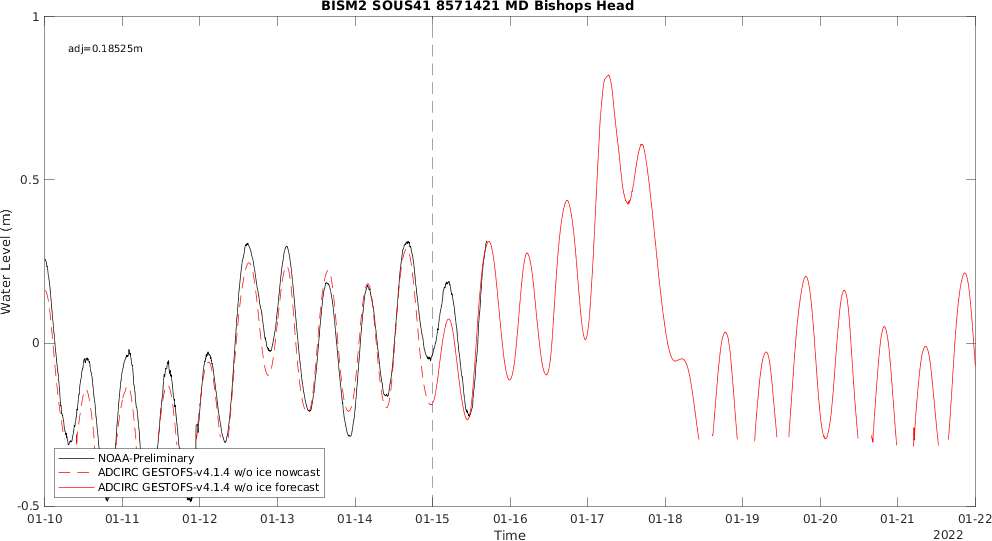 BISM2 SOUS41 8571421 MD Bishops Head
adj=0.18525m
1
0.5
0
-0.5
Water Level (m)
NOAA-Preliminary
ADCIRC GESTOFS-v4.1.4 w/o ice nowcast
ADCIRC GESTOFS-v4.1.4 w/o ice forecast
01-10 01-11 01-12 01-13 01-14 01-15 01-16 01-17 01-18 01-19 01-20 01-21 01-22
Time
2022